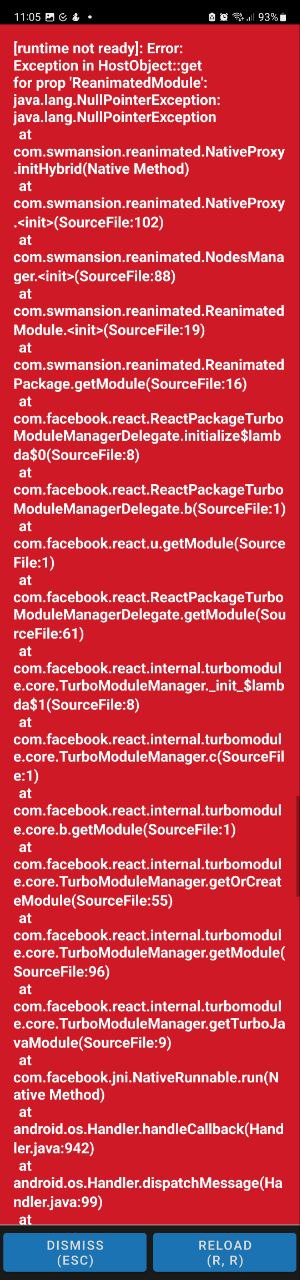 11:05
93%
[runtime not ready]: Error:
Exception in HostObject::get
for prop 'ReanimatedModule':
java.lang.NullPointerException:
java.lang.NullPointerException
at
com.swmansion.reanimated.NativeProxy
.initHybrid(Native Method)
at
com.swmansion.reanimated.NativeProxy
.<init>(SourceFile:102)
at
com.swmansion.reanimated.NodesMana
ger.<init>(SourceFile:88)
at
com.swmansion.reanimated.Reanimated
Module.<init>(SourceFile:19)
at
com.swmansion.reanimated.Reanimated
Package.getModule(SourceFile:16)
at
com.facebook.react.ReactPackageTurbo
ModuleManagerDelegate.initialize$lamb
da$0(SourceFile:8)
at
com.facebook.react.ReactPackageTurbo
ModuleManagerDelegate.b(SourceFile:1)
at
com.facebook.react.u.getModule(Source
File:1)
at
com.facebook.react.ReactPackageTurbo
ModuleManagerDelegate.getModule(Sou
rceFile:61)
at
com.facebook.react.internal.turbomodul
e.core.TurboModuleManager._init_$lamb
da$1(SourceFile:8)
at
com.facebook.react.internal.turbomodul
e.core.TurboModuleManager.c(SourceFil
e:1)
at
com.facebook.react.internal.turbomodul
e.core.b.getModule(SourceFile:1)
at
com.facebook.react.internal.turbomodul
e.core.TurboModuleManager.getOrCreat
eModule(SourceFile:55)
at
com.facebook.react.internal.turbomodul
e.core.TurboModuleManager.getModule(
SourceFile:96)
at
com.facebook.react.internal.turbomodul
e.core.TurboModuleManager.getTurboJa
vaModule(SourceFile:9)
at
com.facebook.jni.NativeRunnable.run(N
ative Method)
at
android.os.Handler.handleCallback(Hand
ler.java:942)
at
android.os.Handler.dispatchMessage(Ha
ndler.java:99)
at
DISMISS
(ESC)
RELOAD
(R, R)